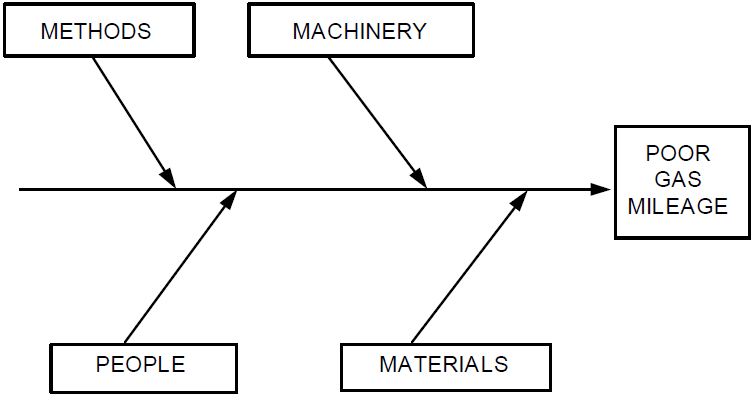 METHODS
MACHINERY
POOR
GAS
MILEAGE
PEOPLE
MATERIALS